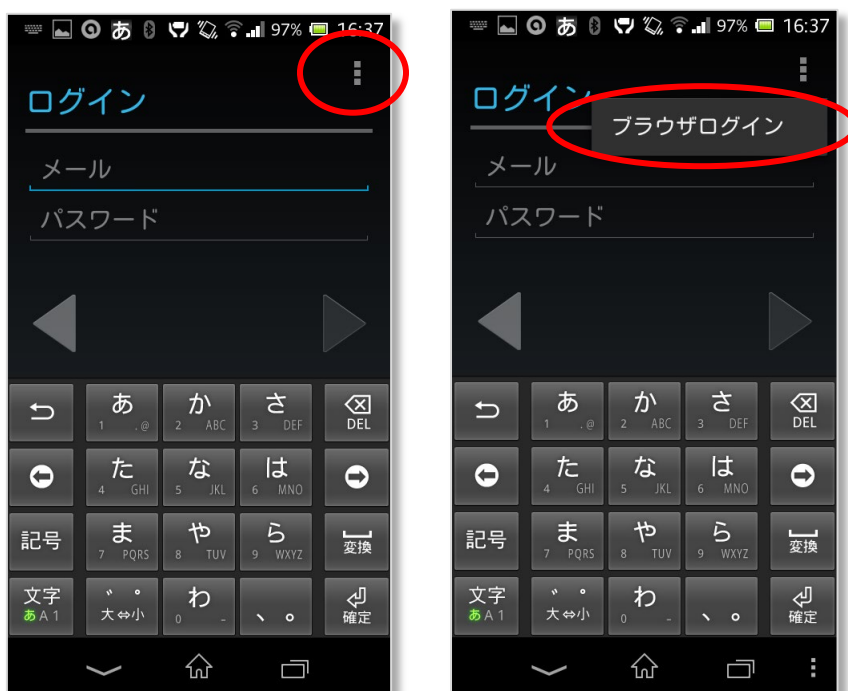 あ 97% 16:37
ログイン
メール
パスワード
あ 1 .@
か 2 ABC
さ 3 DEF
DEL
た 4 GHI
な 5 JKL
は 6 MNO
記号
ま 7 PQRS
や 8 TUV
ら 9 WXYZ
変換
文字 あA1
゛゜ 大⇔小
わ 0 -
、。
確定
あ 97% 16:37
ログイン
ブラウザログイン
メール
パスワード
あ 1 .@
か 2 ABC
さ 3 DEF
DEL
た 4 GHI
な 5 JKL
は 6 MNO
記号
ま 7 PQRS
や 8 TUV
ら 9 WXYZ
変換
文字 あA1
゛゜ 大⇔小
わ 0 -
、。
確定